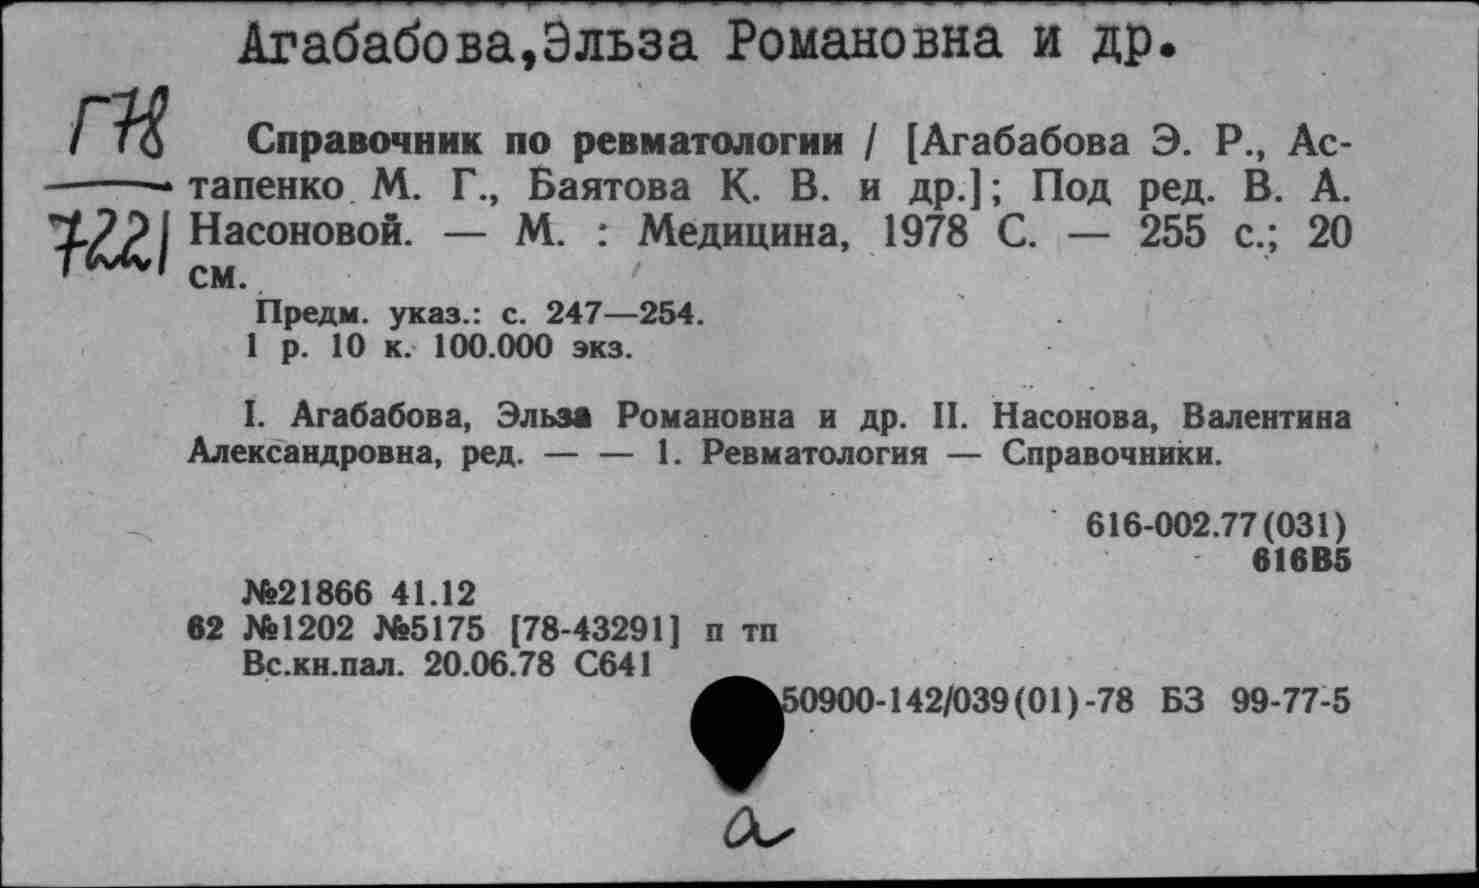 Агабабова,Эльза Романовна и др.
Г78
7221
Справочник по ревматологии / [Агабабова Э. Р., Ас-
тапенко М. Г., Баятова К. В. и др.]; Под ред. В. А.
Насоновой. — М. : Медицина, 1978 С. — 255 с.; 20
см.
Предм. указ.: с. 247—254.
1 р. 10 к. 100.000 экз.
I. Агабабова, Эльза Романовна и др. II. Насонова, Валентина
Александровна, ред. — — 1. Ревматология — Справочники.
616-002.77(031)
616В5
№21866 41.12
62 №1202 №5175 [78-43291] п тп
Вс.кн.пал. 20.06.78 С641
50900-142/039(01)-78 БЗ 99-77-5